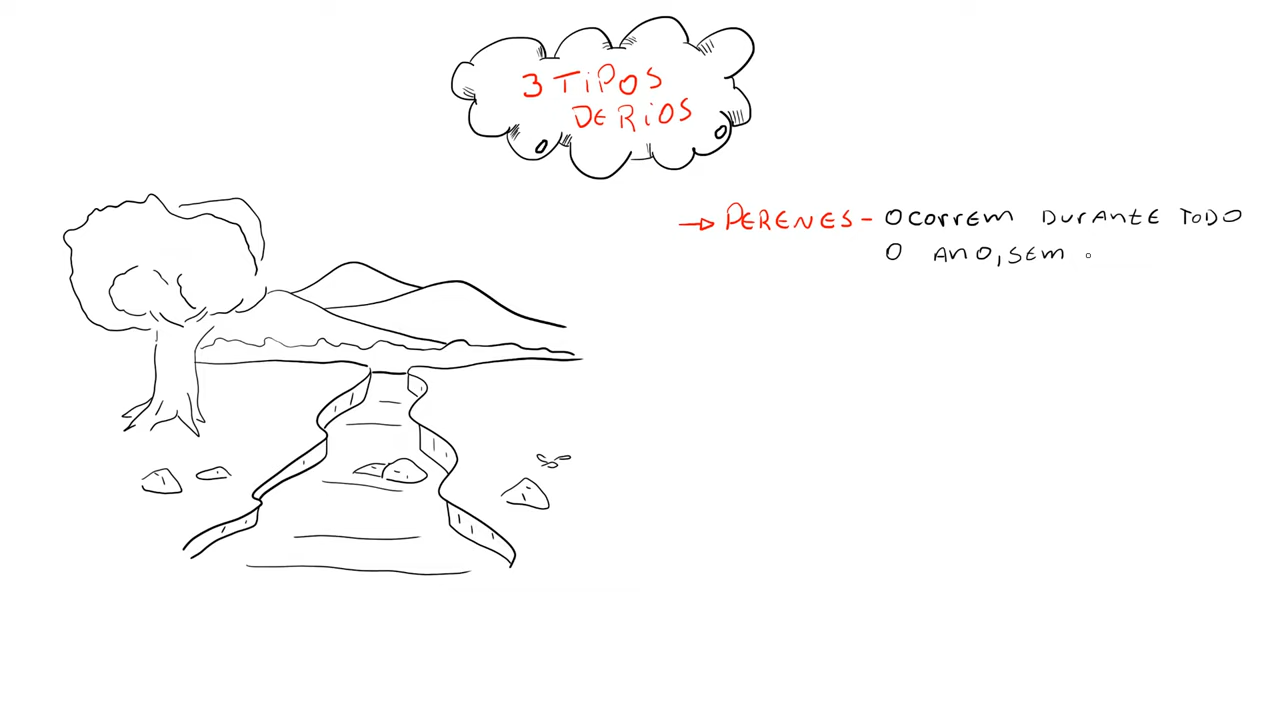 3 TiPOS
DE RiOS
→ PERENES - OCORREM DURANTE TODO
O ANO, SEM